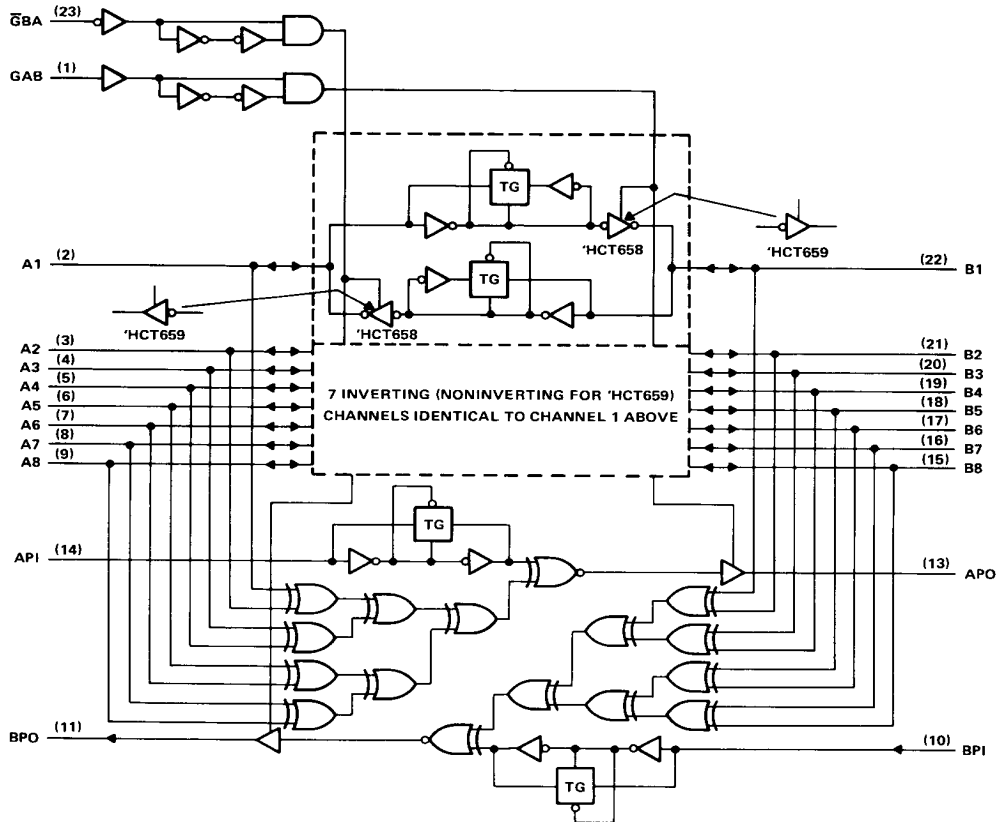 G̅BA (23)
GAB (1)
TG
'HCT658
'HCT659
A1 (2)
(22) B1
TG
'HCT659
'HCT658
A2 (3)
A3 (4)
A4 (5)
A5 (6)
A6 (7)
A7 (8)
A8 (9)
7 INVERTING (NONINVERTING FOR 'HCT659)
CHANNELS IDENTICAL TO CHANNEL 1 ABOVE
(21) B2
(20) B3
(19) B4
(18) B5
(17) B6
(16) B7
(15) B8
TG
API (14)
(13) APO
BPO (11)
(10) BPI
TG